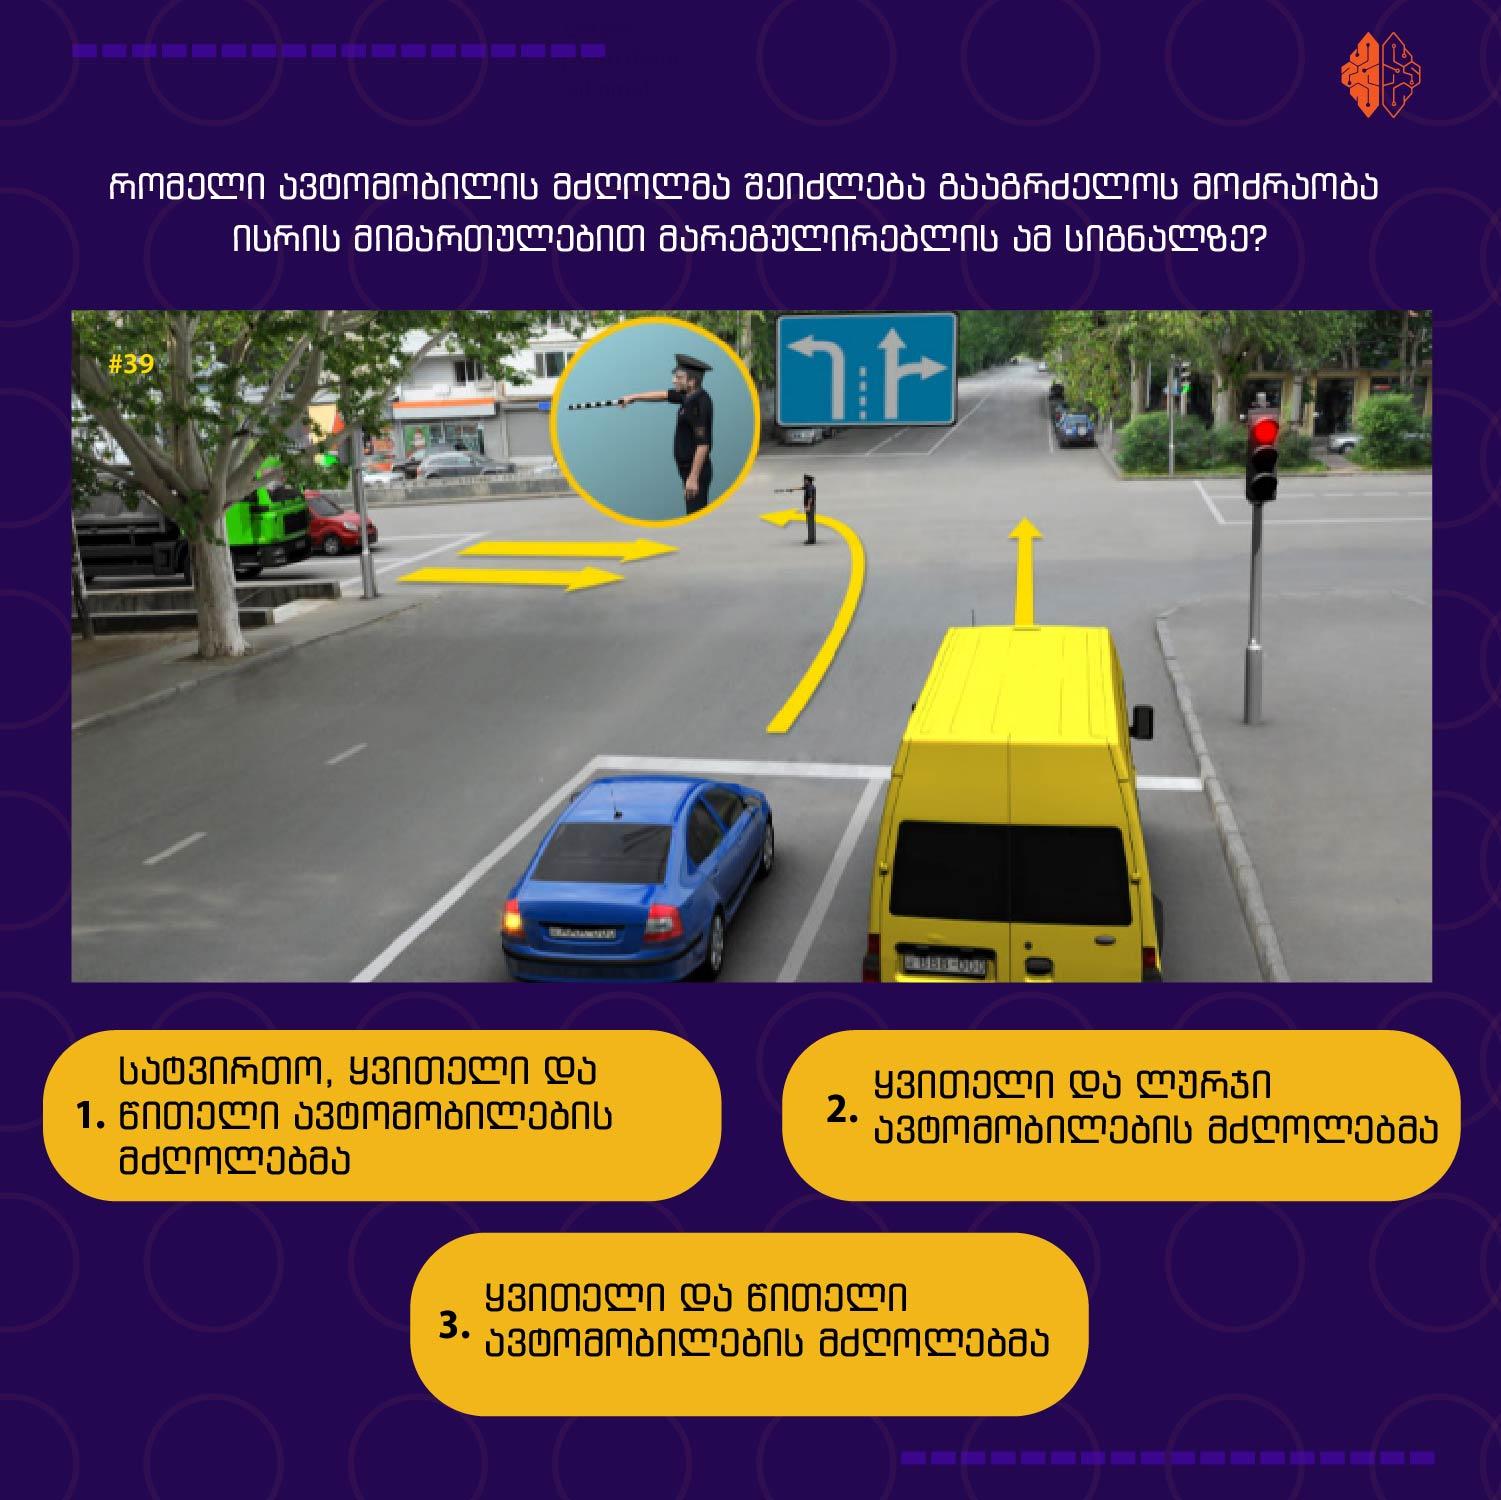 რომელი ავტომობილის მძღოლმა შეიძლება გააგრძელოს მოძრაობა
ისრის მიმართულებით მარეგულირებლის ამ სიგნალზე?
#39
1. სატვირთო, ყვითელი და
წითელი ავტომობილების
მძღოლებმა
2. ყვითელი და ლურჯი
ავტომობილების მძღოლებმა
3. ყვითელი და წითელი
ავტომობილების მძღოლებმა